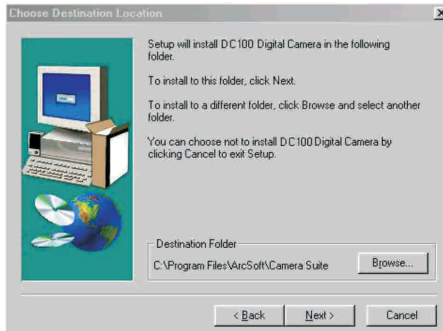 Choose Destination Location
Setup will install DC100 Digital Camera in the following
folder.
To install to this folder, click Next.
To install to a different folder, click Browse and select another
folder.
You can choose not to install DC100 Digital Camera by
clicking Cancel to exit Setup.
Destination Folder
C:\Program Files\ArcSoft\Camera Suite
Browse...
< Back
Next >
Cancel